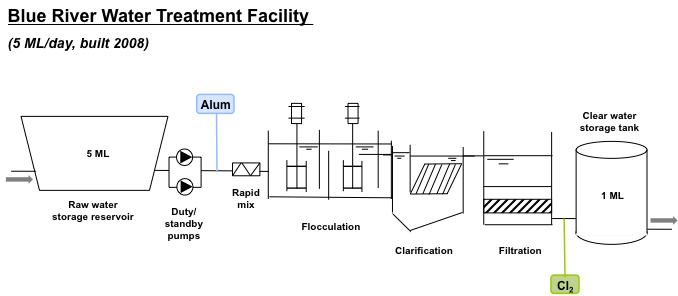 Blue River Water Treatment Facility
(5 ML/day, built 2008)
Alum
Clear water
storage tank
5 ML
1 ML
Raw water
storage reservoir
Duty/
standby
pumps
Rapid
mix
Flocculation
Clarification
Filtration
Cl₂